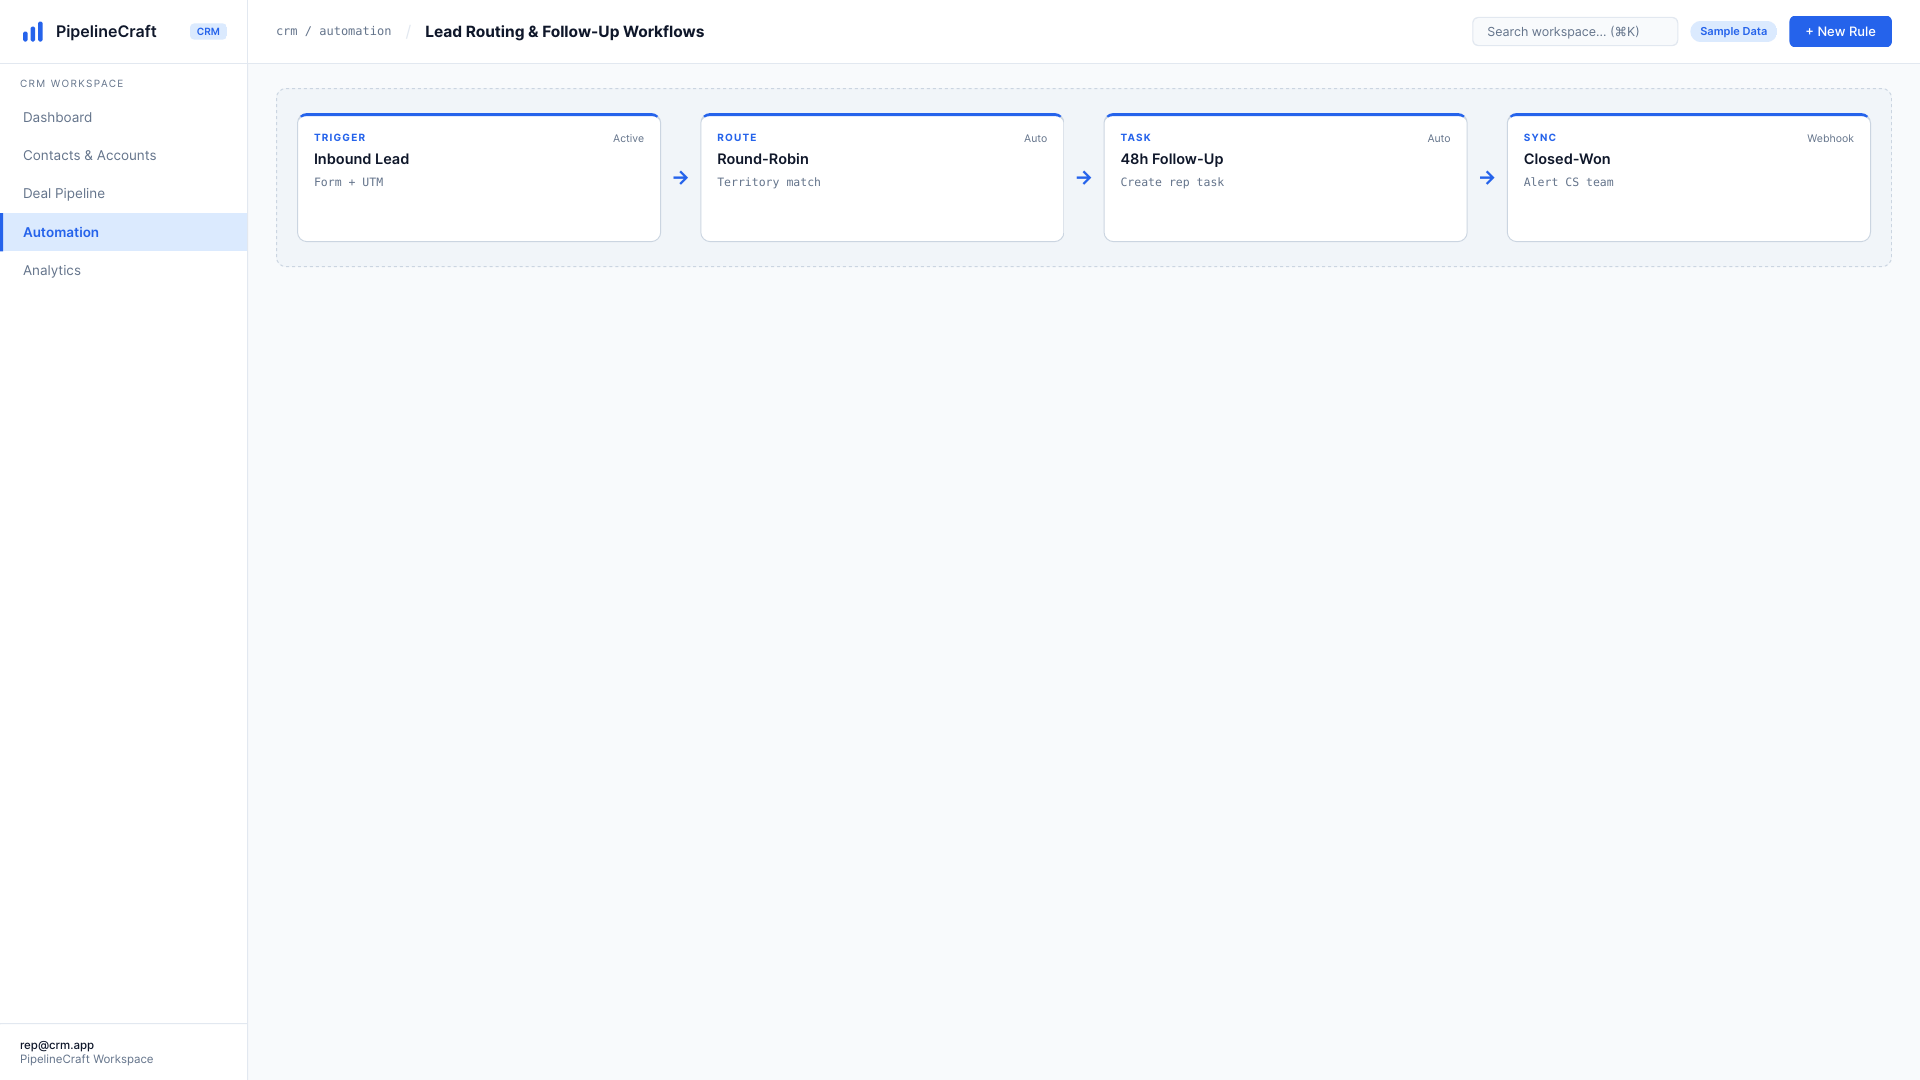 PipelineCraft
CRM
CRM WORKSPACE
Dashboard
Contacts & Accounts
Deal Pipeline
Automation
Analytics
rep@crm.app
PipelineCraft Workspace
crm / automation / Lead Routing & Follow-Up Workflows
Search workspace... (⌘K)
Sample Data
+ New Rule
TRIGGER
Active
Inbound Lead
Form + UTM
→
ROUTE
Auto
Round-Robin
Territory match
→
TASK
Auto
48h Follow-Up
Create rep task
→
SYNC
Webhook
Closed-Won
Alert CS team